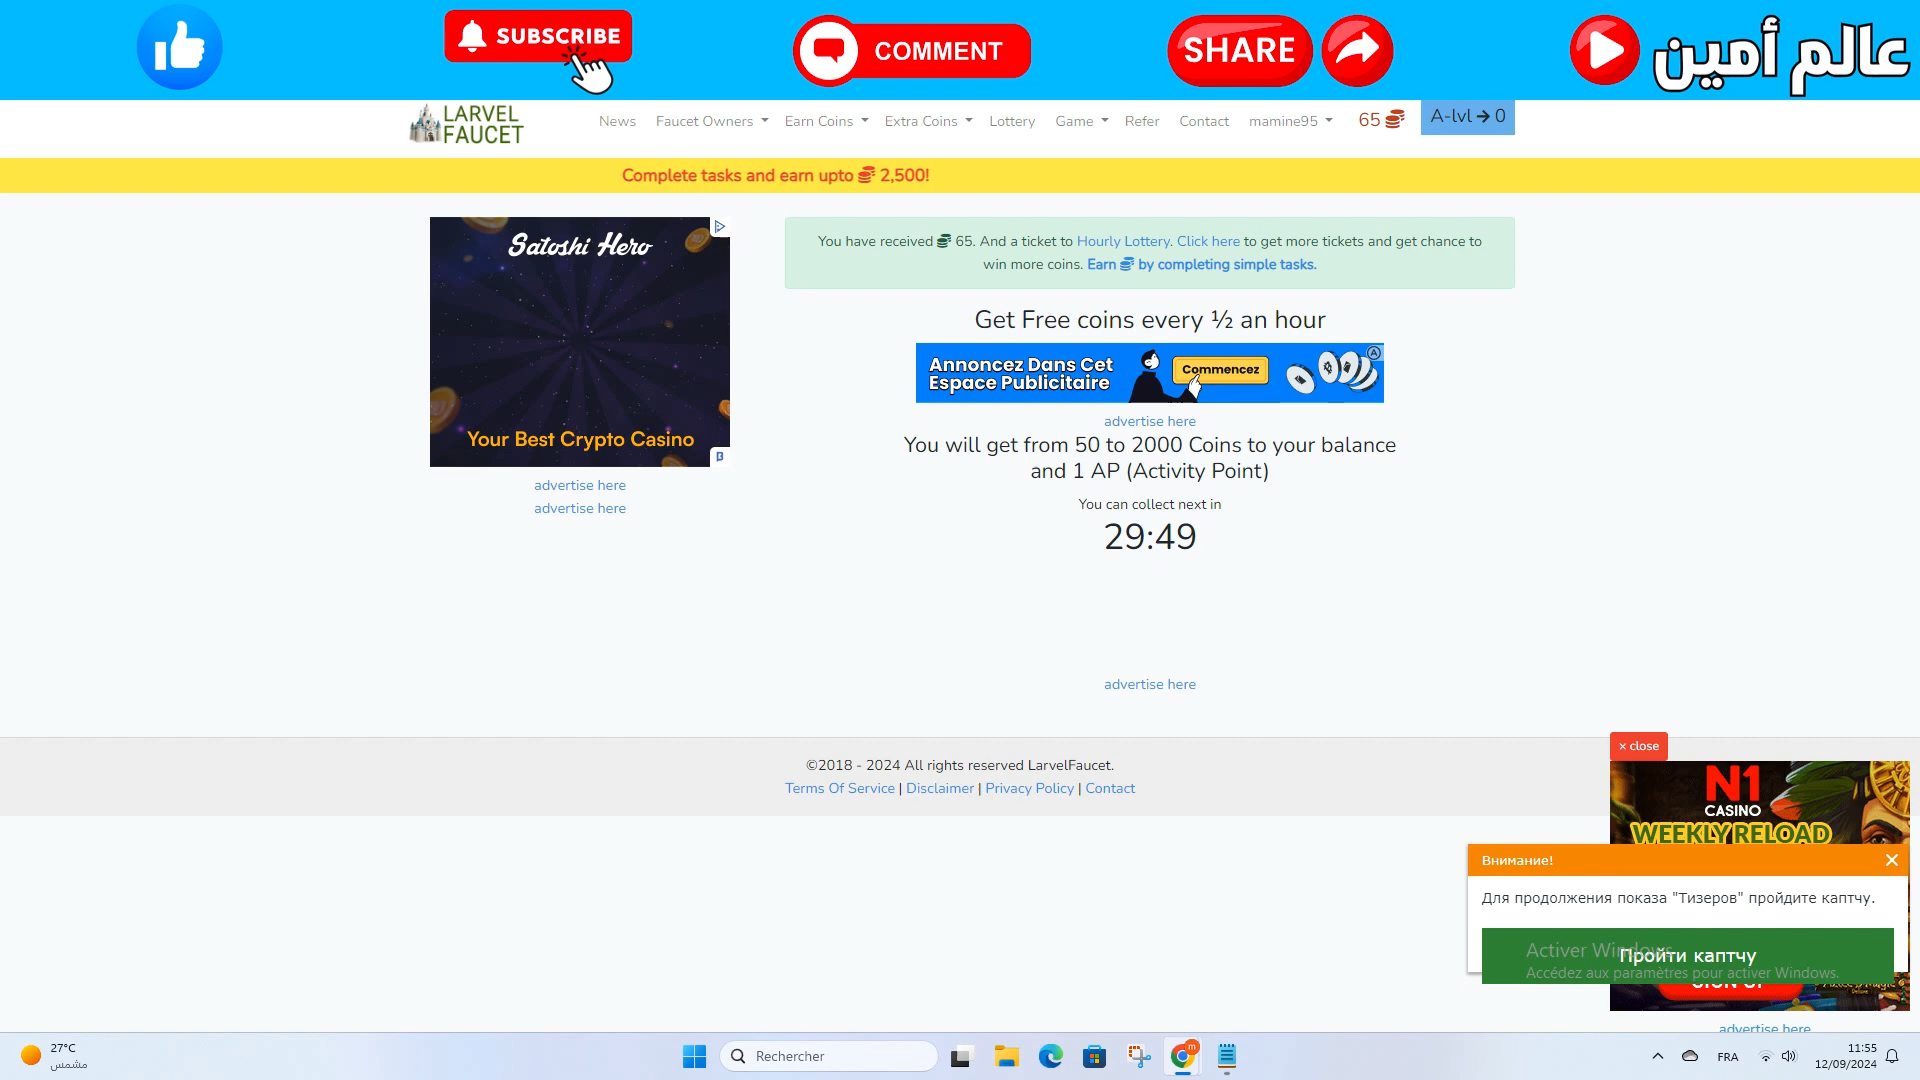 SUBSCRIBE
COMMENT
SHARE
عالم أمين
LARVEL
FAUCET
News
Faucet Owners
Earn Coins
Extra Coins
Lottery
Game
Refer
Contact
mamine95
65
A-lvl → 0
Complete tasks and earn upto 2,500!
Satoshi Hero
Your Best Crypto Casino
advertise here
advertise here
You have received 65. And a ticket to Hourly Lottery. Click here to get more tickets and get chance to
win more coins. Earn by completing simple tasks.
Get Free coins every ½ an hour
Annoncez Dans Cet
Espace Publicitaire
Commencez
advertise here
You will get from 50 to 2000 Coins to your balance
and 1 AP (Activity Point)
You can collect next in
29:49
advertise here
©2018 - 2024 All rights reserved LarvelFaucet.
Terms Of Service | Disclaimer | Privacy Policy | Contact
× close
N1
CASINO
WEEKLY RELOAD
Внимание!
Для продолжения показа "Тизеров" пройдите каптчу.
Пройти каптчу
Activer Windows
Accédez aux paramètres pour activer Windows.
advertise here
27°C
مشمس
Rechercher
m
FRA
11:55
12/09/2024